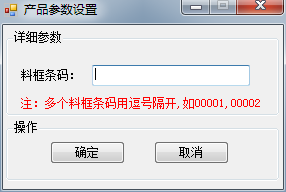 产品参数设置
详细参数
料框条码：
注：多个料框条码用逗号隔开,如00001,00002
操作
确定
取消